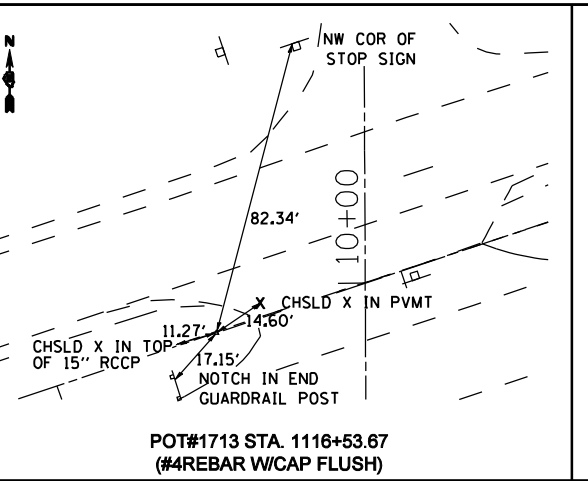 N
NW COR OF
STOP SIGN
82.34'
10+00
CHSLD X IN PVMT
14.60'
11.27'
CHSLD X IN TOP
OF 15" RCCP
17.15'
NOTCH IN END
GUARDRAIL POST
POT#1713 STA. 1116+53.67
(#4REBAR W/CAP FLUSH)